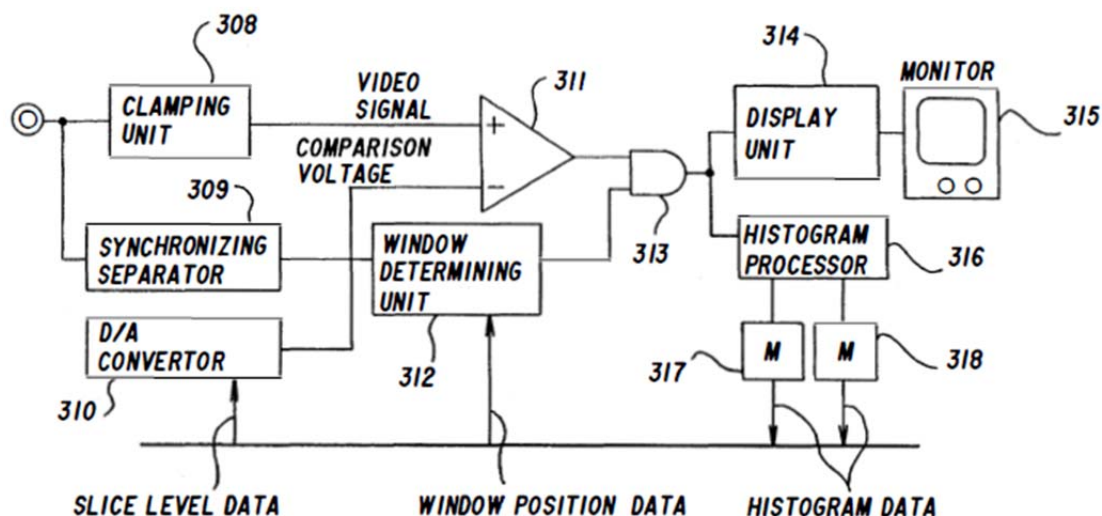 308
CLAMPING
UNIT
VIDEO
SIGNAL
COMPARISON
VOLTAGE
311
+
−
314
DISPLAY
UNIT
MONITOR
315
309
SYNCHRONIZING
SEPARATOR
WINDOW
DETERMINING
UNIT
313
HISTOGRAM
PROCESSOR
316
D/A
CONVERTOR
310
312
M
M
317
318
SLICE LEVEL DATA
WINDOW POSITION DATA
HISTOGRAM DATA